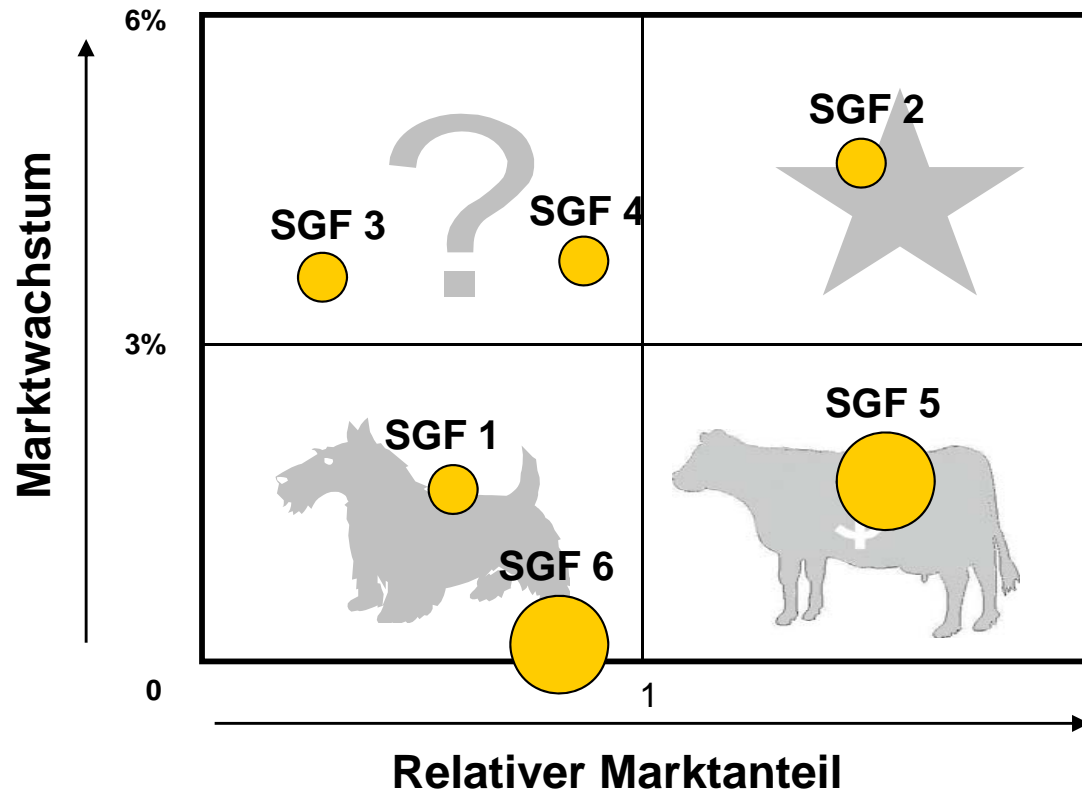 6%
SGF 2
SGF 3
SGF 4
?
Marktwachstum
3%
SGF 5
SGF 1
SGF 6
0
1
Relativer Marktanteil